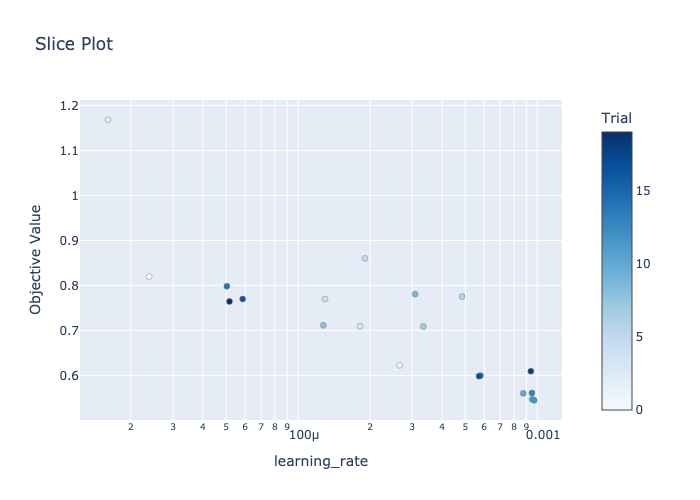 Slice Plot
Trial
1.2
1.1
1
0.9
0.8
0.7
0.6
Objective Value
15
10
5
0
2 3 4 5 6 7 8 9 100μ 2 3 4 5 6 7 8 9 0.001
learning_rate